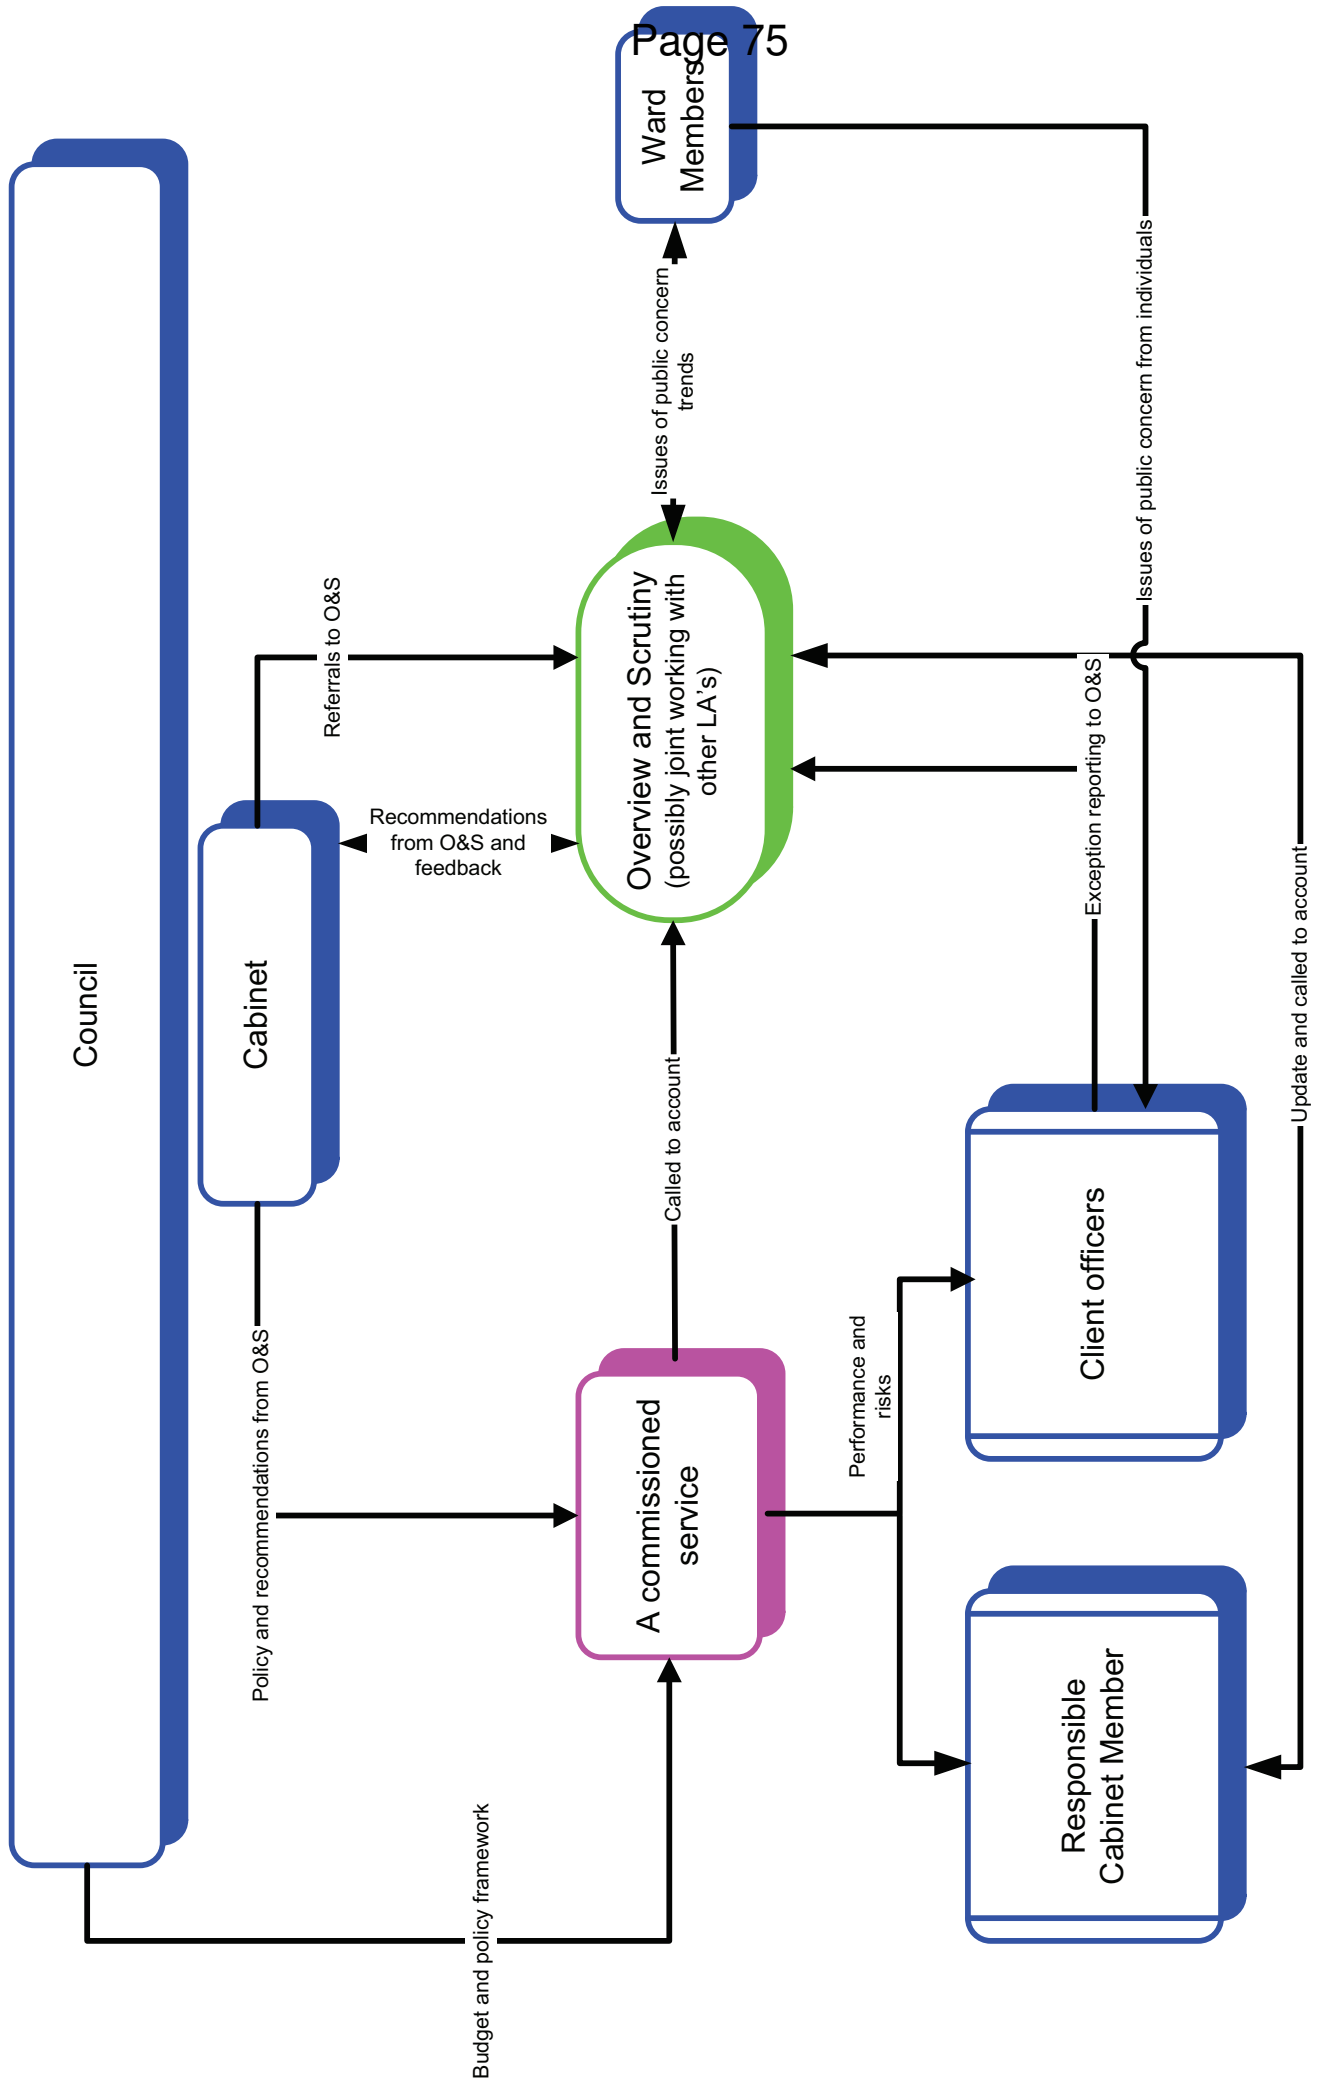 Page 75
Council
Cabinet
Ward
Members
Referrals to O&S
Policy and recommendations from O&S
Recommendations
from O&S and
feedback
Issues of public concern
trends
Overview and Scrutiny
(possibly joint working with
other LA's)
Called to account
A commissioned
service
Budget and policy framework
Performance and
risks
Client officers
Responsible
Cabinet Member
Exception reporting to O&S
Issues of public concern from individuals
Update and called to account